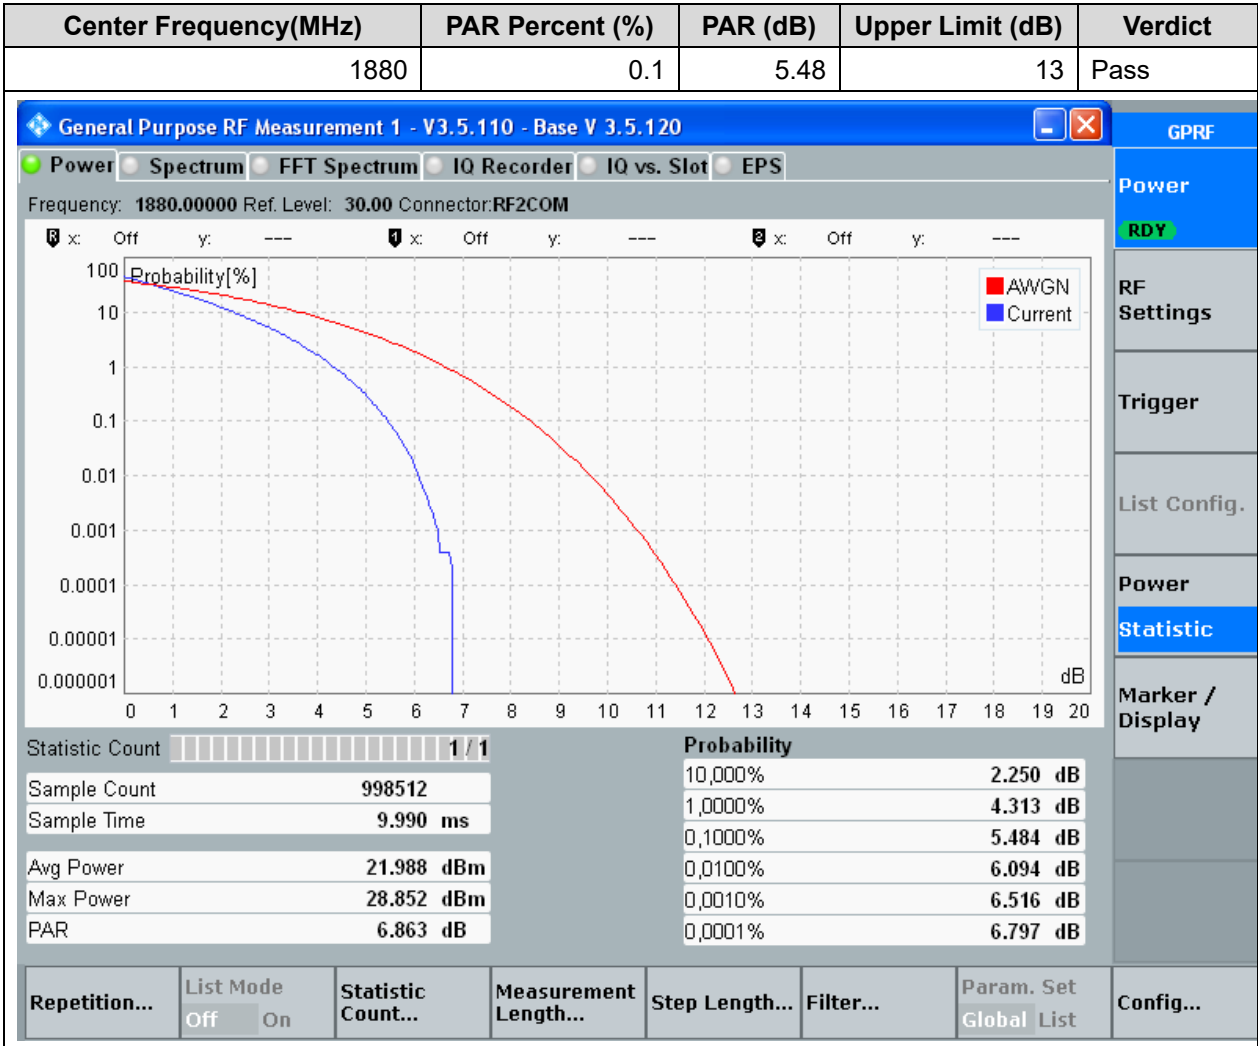 Center Frequency(MHz) PAR Percent (%) PAR (dB) Upper Limit (dB) Verdict
1880 0.1 5.48 13 Pass
General Purpose RF Measurement 1 - V3.5.110 - Base V 3.5.120
GPRF
Power Spectrum FFT Spectrum IQ Recorder IQ vs. Slot EPS
Frequency: 1880.00000 Ref. Level: 30.00 Connector:RF2COM
R x: Off y: --- 1 x: Off y: --- 2 x: Off y: ---
Probability[%]
AWGN
Current
100
10
1
0.1
0.01
0.001
0.0001
0.00001
0.000001
dB
0 1 2 3 4 5 6 7 8 9 10 11 12 13 14 15 16 17 18 19 20
Statistic Count 1 / 1
Sample Count 998512
Sample Time 9.990 ms
Avg Power 21.988 dBm
Max Power 28.852 dBm
PAR 6.863 dB
Probability
10,000% 2.250 dB
1,0000% 4.313 dB
0,1000% 5.484 dB
0,0100% 6.094 dB
0,0010% 6.516 dB
0,0001% 6.797 dB
Power
RDY
RF
Settings
Trigger
List Config.
Power
Statistic
Marker /
Display
Repetition...
List Mode
Off On
Statistic
Count...
Measurement
Length...
Step Length...
Filter...
Param. Set
Global List
Config...